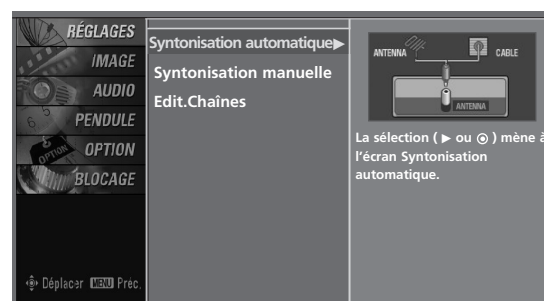 RÉGLAGES
IMAGE
AUDIO
PENDULE
OPTION
BLOCAGE
Déplacer MENU Préc.
Syntonisation automatique▶
Syntonisation manuelle
Edit.Chaînes
ANTENNA
CABLE
ANTENNA
La sélection ( ▶ ou ◉ ) mène à
l'écran Syntonisation
automatique.